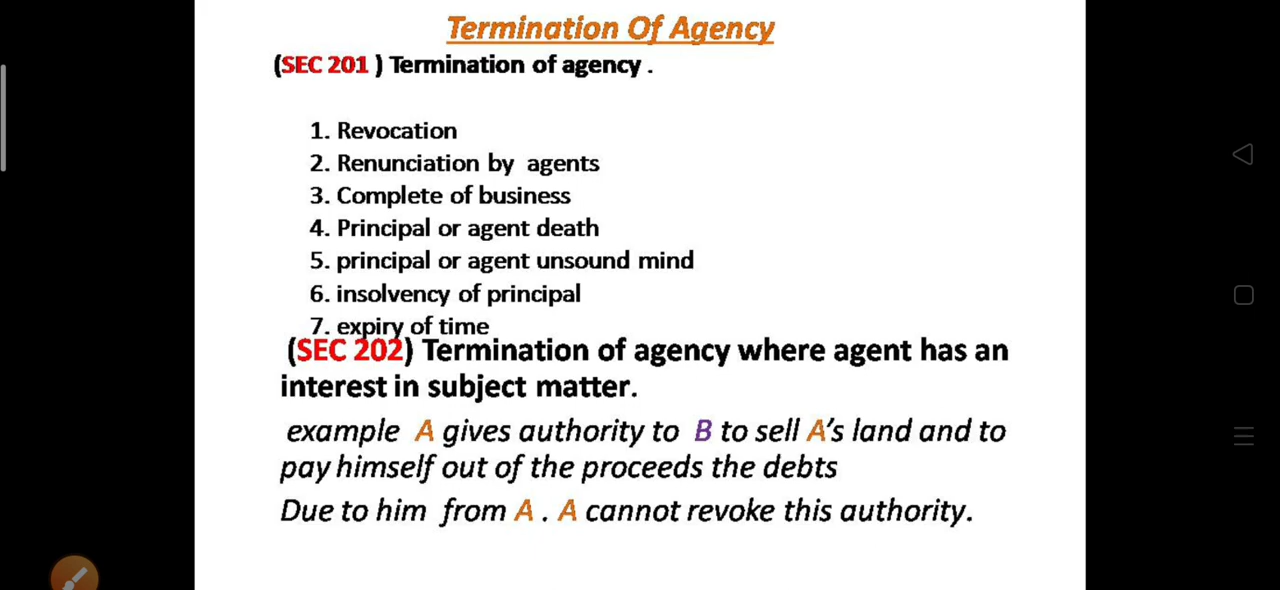 Termination Of Agency
(SEC 201 ) Termination of agency .
1. Revocation
2. Renunciation by agents
3. Complete of business
4. Principal or agent death
5. principal or agent unsound mind
6. insolvency of principal
7. expiry of time
(SEC 202) Termination of agency where agent has an
interest in subject matter.
example A gives authority to B to sell A's land and to
pay himself out of the proceeds the debts
Due to him from A . A cannot revoke this authority.